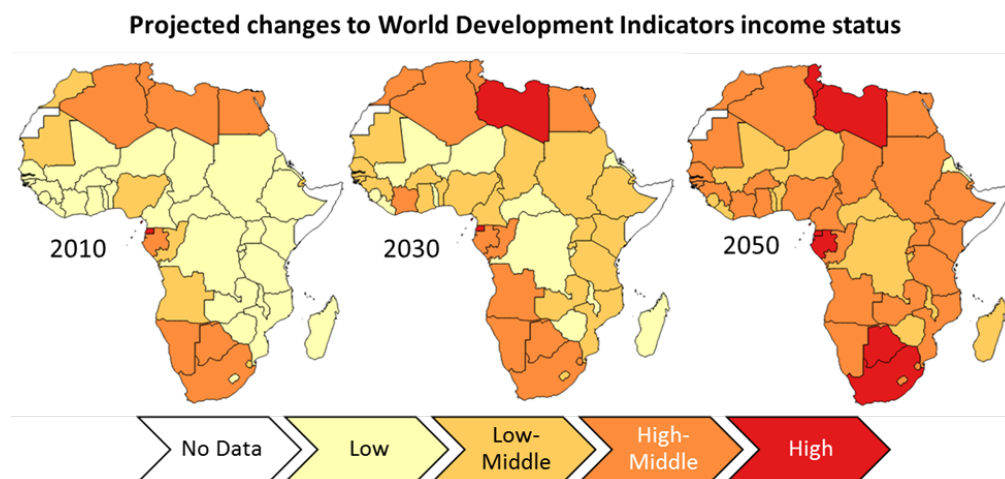 Projected changes to World Development Indicators income status
2010
2030
2050
No Data
Low
Low-
Middle
High-
Middle
High